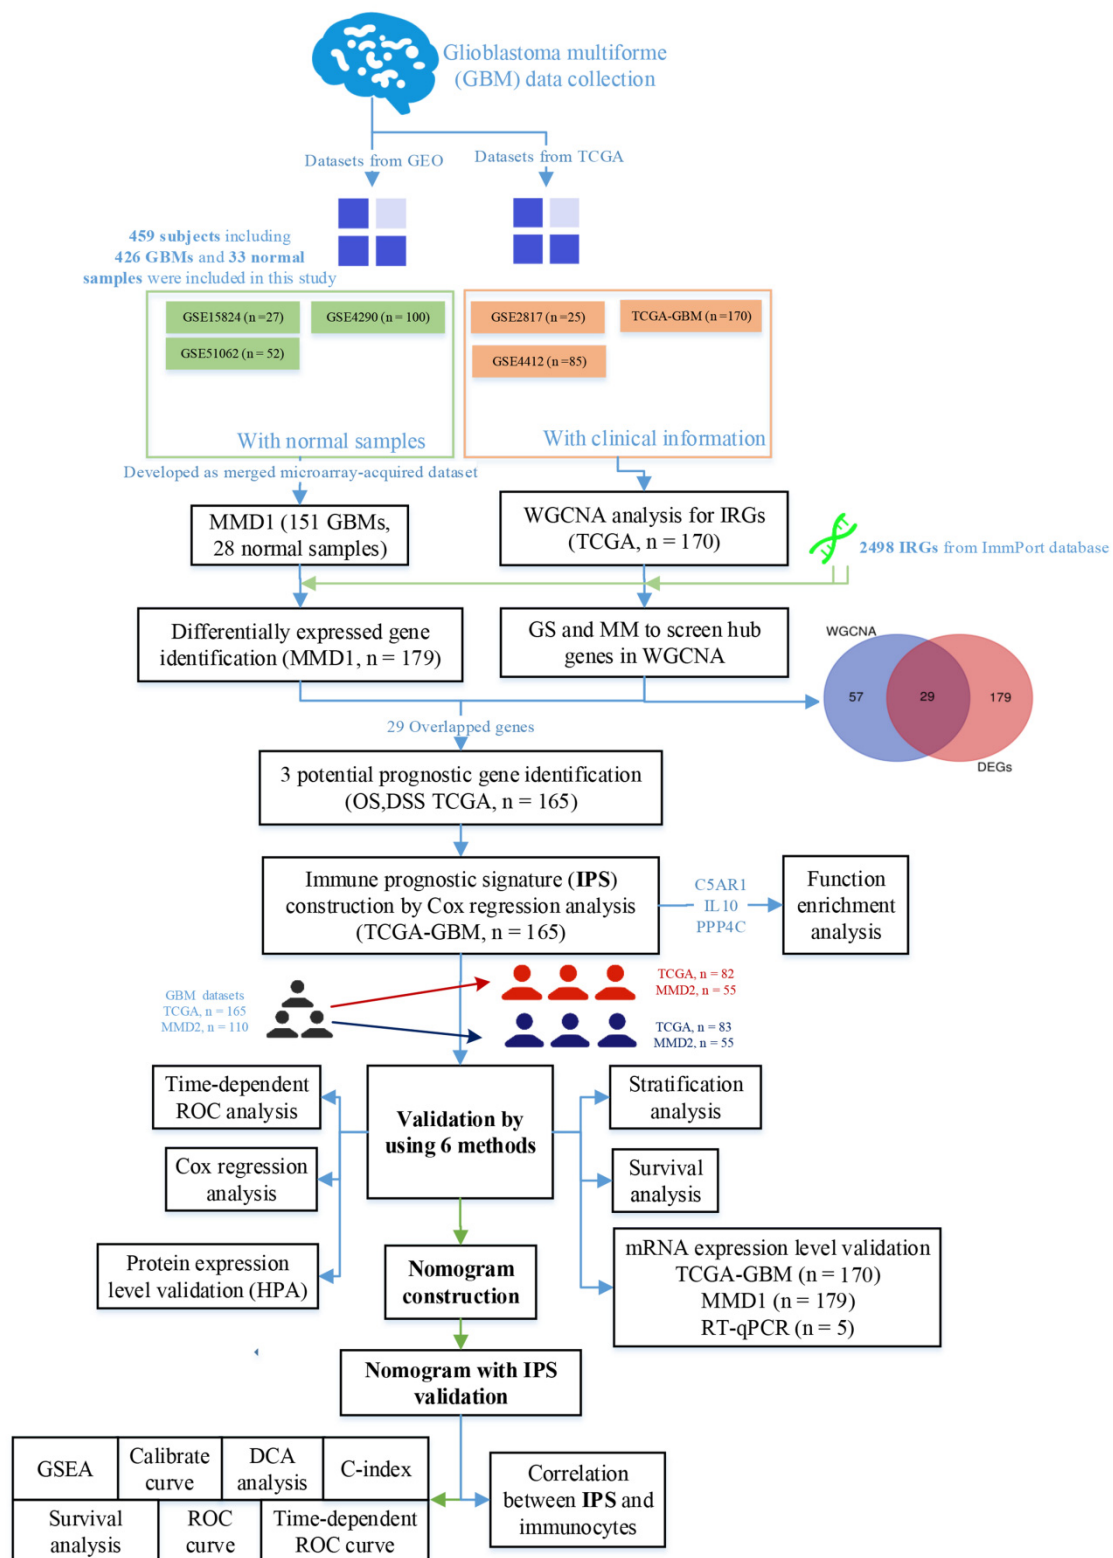 Glioblastoma multiforme
(GBM) data collection
Datasets from GEO
Datasets from TCGA
459 subjects including
426 GBMs and 33 normal
samples were included in this study
GSE15824 (n =27)
GSE4290 (n = 100)
GSE51062 (n = 52)
With normal samples
GSE2817 (n = 25)
TCGA-GBM (n =170)
GSE4412 (n =85)
With clinical information
Developed as merged microarray-acquired dataset
MMD1 (151 GBMs,
28 normal samples)
WGCNA analysis for IRGs
(TCGA, n = 170)
2498 IRGs from ImmPort database
Differentially expressed gene
identification (MMD1, n = 179)
GS and MM to screen hub
genes in WGCNA
WGCNA
57
29
179
DEGs
29 Overlapped genes
3 potential prognostic gene identification
(OS,DSS TCGA, n = 165)
Immune prognostic signature (IPS)
construction by Cox regression analysis
(TCGA-GBM, n = 165)
C5AR1
IL10
PPP4C
Function
enrichment
analysis
GBM datasets
TCGA, n = 165
MMD2, n = 110
TCGA, n = 82
MMD2, n = 55
TCGA, n = 83
MMD2, n = 55
Time-dependent
ROC analysis
Cox regression
analysis
Protein expression
level validation (HPA)
Validation by
using 6 methods
Stratification
analysis
Survival
analysis
mRNA expression level validation
TCGA-GBM (n = 170)
MMD1 (n = 179)
RT-qPCR (n = 5)
Nomogram
construction
Nomogram with IPS
validation
GSEA
Calibrate
curve
DCA
analysis
C-index
Survival
analysis
ROC
curve
Time-dependent
ROC curve
Correlation
between IPS and
immunocytes